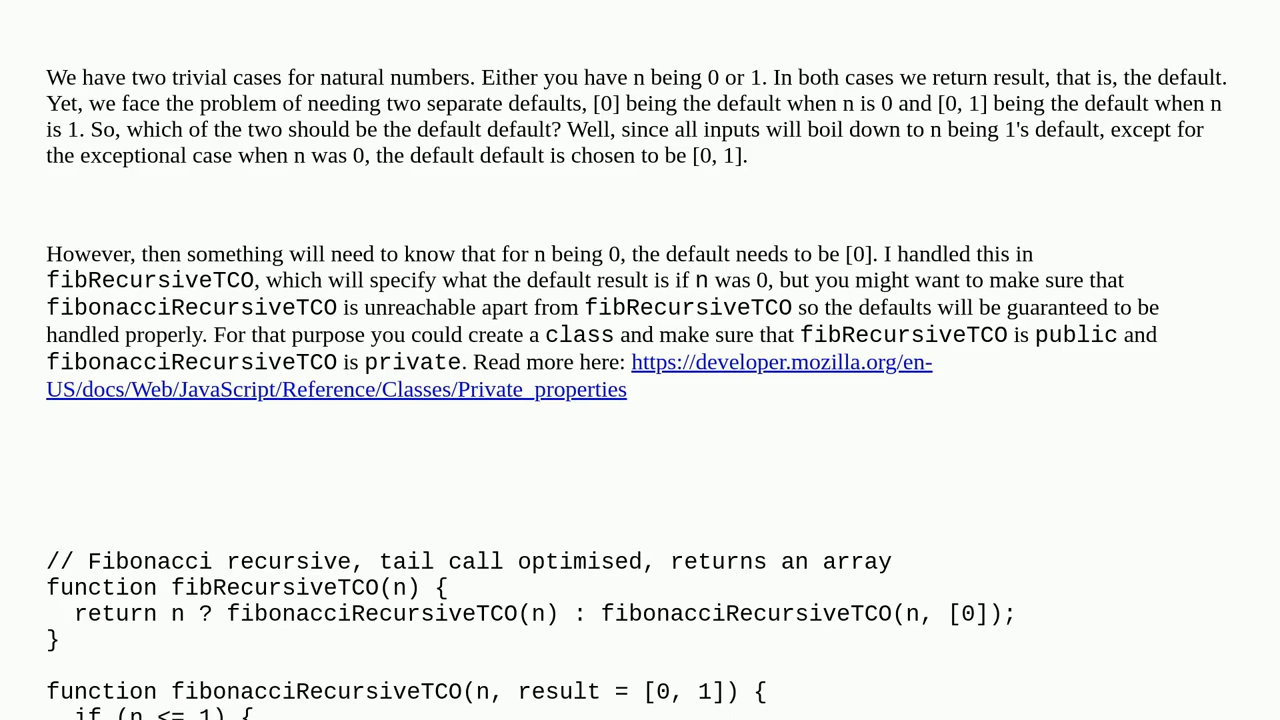 We have two trivial cases for natural numbers. Either you have n being 0 or 1. In both cases we return result, that is, the default.
Yet, we face the problem of needing two separate defaults, [0] being the default when n is 0 and [0, 1] being the default when n
is 1. So, which of the two should be the default default? Well, since all inputs will boil down to n being 1's default, except for
the exceptional case when n was 0, the default default is chosen to be [0, 1].
However, then something will need to know that for n being 0, the default needs to be [0]. I handled this in
fibRecursiveTCO, which will specify what the default result is if n was 0, but you might want to make sure that
fibonacciRecursiveTCO is unreachable apart from fibRecursiveTCO so the defaults will be guaranteed to be
handled properly. For that purpose you could create a class and make sure that fibRecursiveTCO is public and
fibonacciRecursiveTCO is private. Read more here: https://developer.mozilla.org/en-
US/docs/Web/JavaScript/Reference/Classes/Private_properties
// Fibonacci recursive, tail call optimised, returns an array
function fibRecursiveTCO(n) {
  return n ? fibonacciRecursiveTCO(n) : fibonacciRecursiveTCO(n, [0]);
}
function fibonacciRecursiveTCO(n, result = [0, 1]) {
  if (n <= 1) {